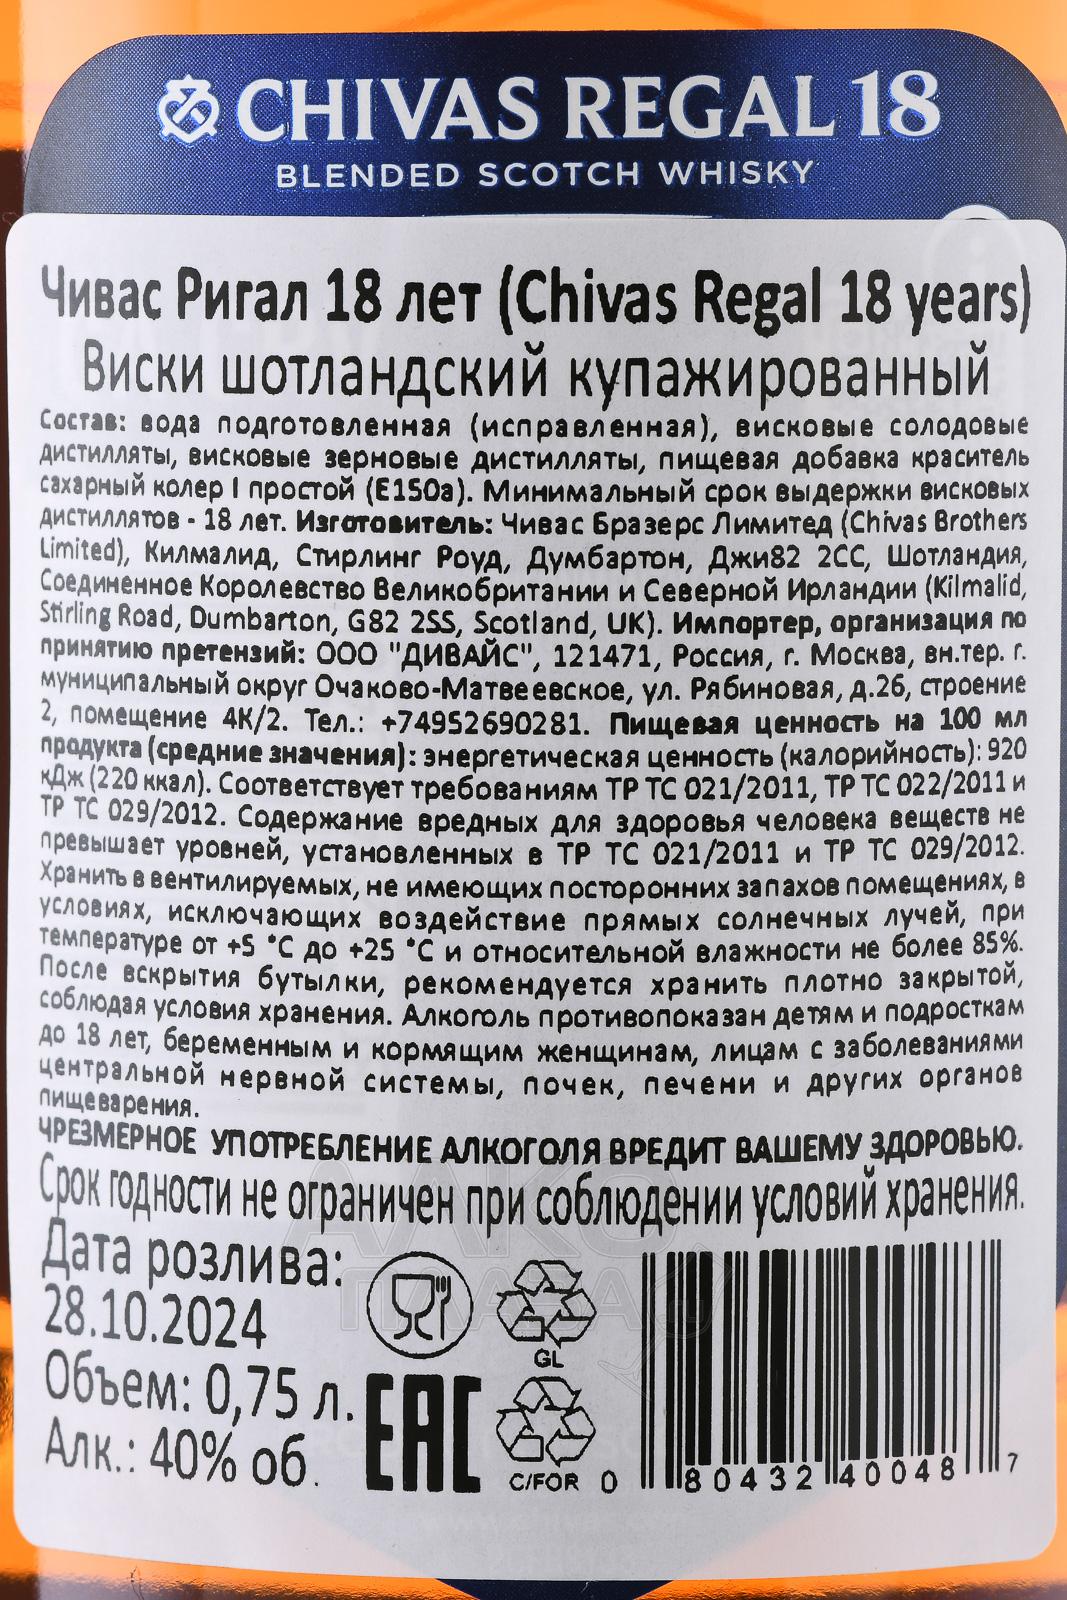 CHIVAS REGAL 18
BLENDED SCOTCH WHISKY
Чивас Ригал 18 лет (Chivas Regal 18 years)
Виски шотландский купажированный
Состав: вода подготовленная (исправленная), висковые солодовые
дистилляты, висковые зерновые дистилляты, пищевая добавка краситель
сахарный колер I простой (Е150а). Минимальный срок выдержки висковых
дистиллятов - 18 лет. Изготовитель: Чивас Бразерс Лимитед (Chivas Brothers
Limited), Килмалид, Стирлинг Роуд, Думбартон, Джи82 2СС, Шотландия,
Соединенное Королевство Великобритании и Северной Ирландии (Kilmalid,
Stirling Road, Dumbarton, G82 2SS, Scotland, UK). Импортер, организация по
принятию претензий: ООО "ДИВАЙС", 121471, Россия, г. Москва, вн.тер. г.
муниципальный округ Очаково-Матвеевское, ул. Рябиновая, д.26, строение
2, помещение 4К/2. Тел.: +74952690281. Пищевая ценность на 100 мл
продукта (средние значения): энергетическая ценность (калорийность): 920
кДж (220 ккал). Соответствует требованиям ТР ТС 021/2011, ТР ТС 022/2011 и
ТР ТС 029/2012. Содержание вредных для здоровья человека веществ не
превышает уровней, установленных в ТР ТС 021/2011 и ТР ТС 029/2012.
Хранить в вентилируемых, не имеющих посторонних запахов помещениях, в
условиях, исключающих воздействие прямых солнечных лучей, при
температуре от +5 °С до +25 °С и относительной влажности не более 85%.
После вскрытия бутылки, рекомендуется хранить плотно закрытой,
соблюдая условия хранения. Алкоголь противопоказан детям и подросткам
до 18 лет, беременным и кормящим женщинам, лицам с заболеваниями
центральной нервной системы, почек, печени и других органов
пищеварения.
ЧРЕЗМЕРНОЕ УПОТРЕБЛЕНИЕ АЛКОГОЛЯ ВРЕДИТ ВАШЕМУ ЗДОРОВЬЮ.
Срок годности не ограничен при соблюдении условий хранения.
Дата розлива:
28.10.2024
Объем: 0,75 л.
Алк.: 40% об.
GL
EAC
C/FOR
0 80432 40048 7
АЛКО
ПЛАЗА.ru